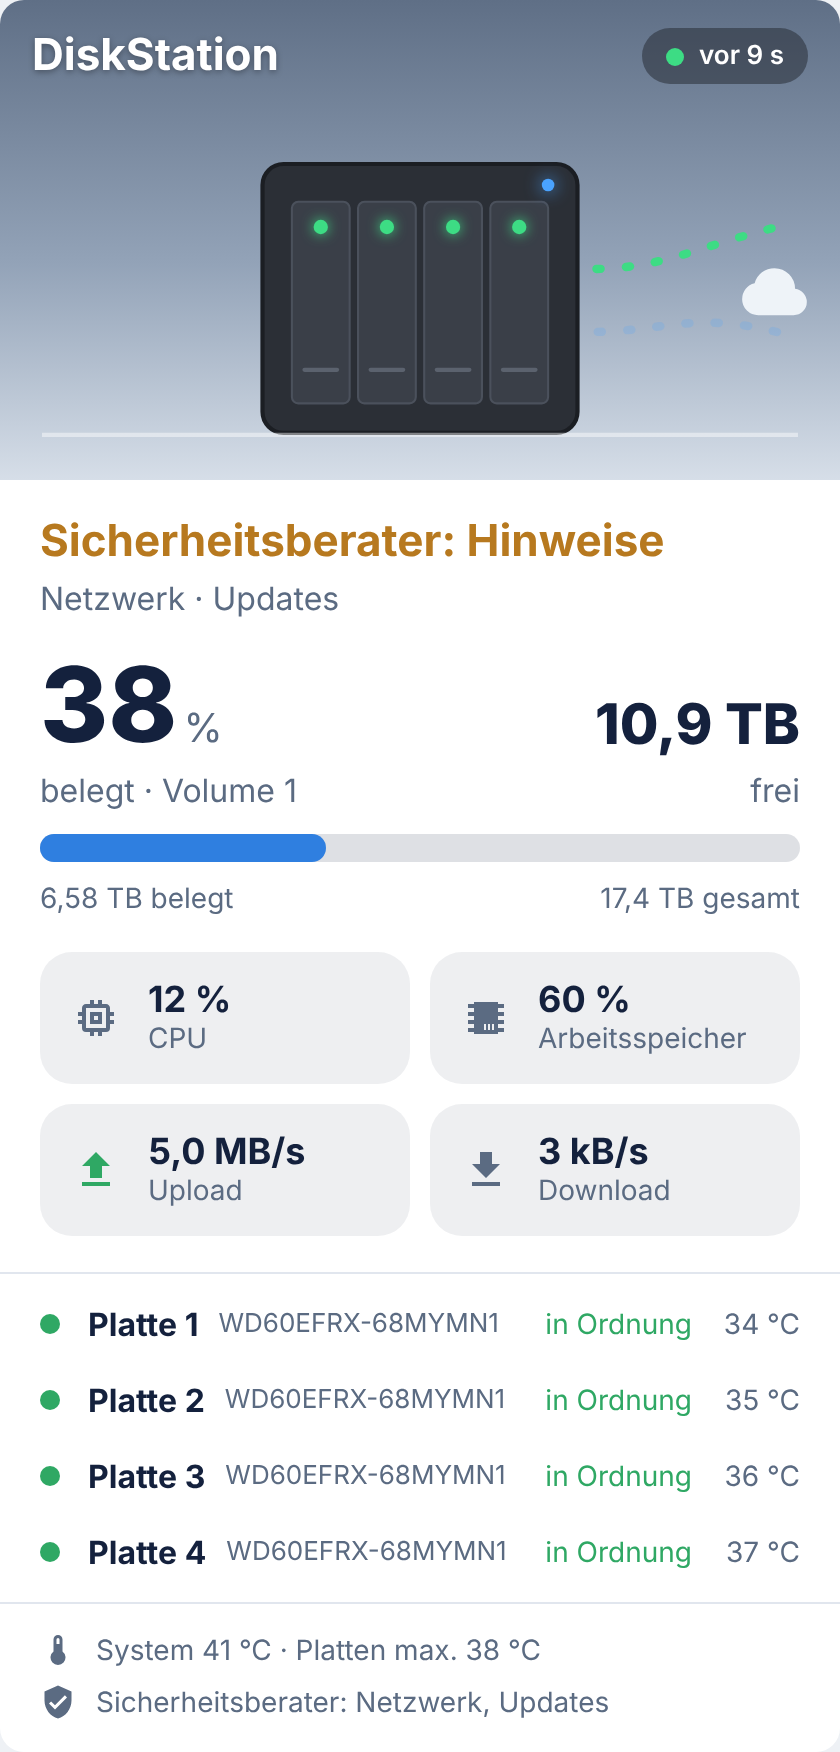 DiskStation
vor 9 s
Sicherheitsberater: Hinweise
Netzwerk · Updates
38 %
10,9 TB
belegt · Volume 1
frei
6,58 TB belegt
17,4 TB gesamt
12 %
CPU
60 %
Arbeitsspeicher
5,0 MB/s
Upload
3 kB/s
Download
Platte 1 WD60EFRX-68MYMN1 in Ordnung 34 °C
Platte 2 WD60EFRX-68MYMN1 in Ordnung 35 °C
Platte 3 WD60EFRX-68MYMN1 in Ordnung 36 °C
Platte 4 WD60EFRX-68MYMN1 in Ordnung 37 °C
System 41 °C · Platten max. 38 °C
Sicherheitsberater: Netzwerk, Updates